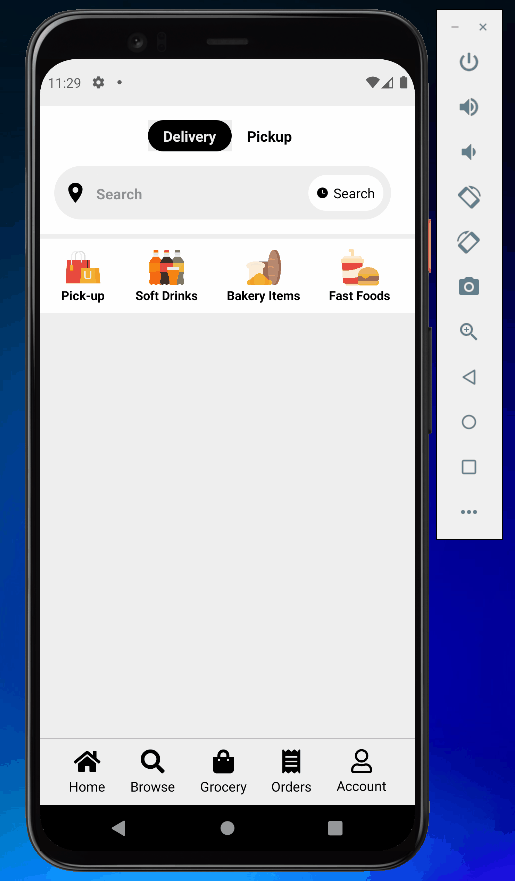 11:29
Delivery Pickup
Search Search
U
Pick-up Soft Drinks Bakery Items Fast Foods
Home Browse Grocery Orders Account